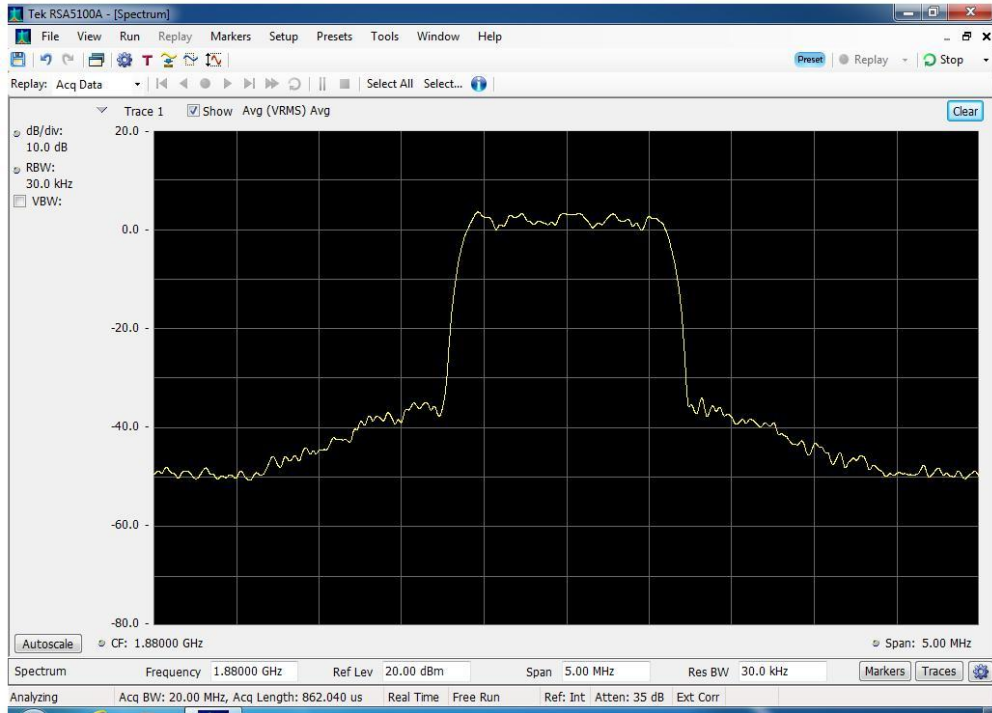 Tek RSA5100A - [Spectrum]
File View Run Replay Markers Setup Presets Tools Window Help
Preset Replay Stop
Replay: Acq Data Select All Select...
Trace 1 Show Avg (VRMS) Avg Clear
dB/div:
10.0 dB
RBW:
30.0 kHz
VBW:
20.0
0.0
-20.0
-40.0
-60.0
-80.0
Autoscale CF: 1.88000 GHz Span: 5.00 MHz
Spectrum Frequency 1.88000 GHz Ref Lev 20.00 dBm Span 5.00 MHz Res BW 30.0 kHz Markers Traces
Analyzing Acq BW: 20.00 MHz, Acq Length: 862.040 us Real Time Free Run Ref: Int Atten: 35 dB Ext Corr